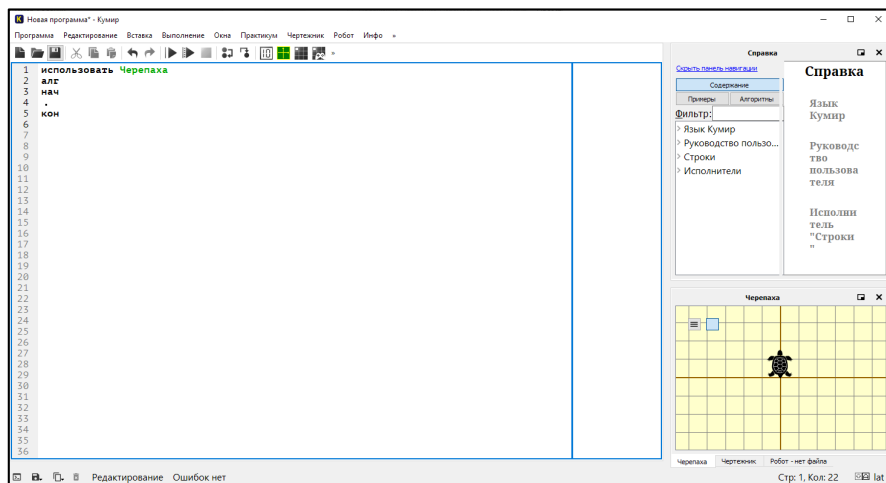 Новая программа* - Кумир
Программа Редактирование Вставка Выполнение Окна Практикум Чертежник Робот Инфо »
1 использовать Черепаха
2 алг
3 нач
4 .
5 кон
6
7
8
9
10
11
12
13
14
15
16
17
18
19
20
21
22
23
24
25
26
27
28
29
30
31
32
33
34
35
36
Справка
Скрыть панель навигации
Содержание
Примеры Алгоритмы
Фильтр:
Язык Кумир
Руководство пользо...
Строки
Исполнители
Справка
Язык
Кумир
Руководс
тво
пользова
теля
Исполни
тель
"Строки
"
Черепаха
Черепаха Чертежник Робот - нет файла
Редактирование Ошибок нет
Стр: 1, Кол: 22 lat